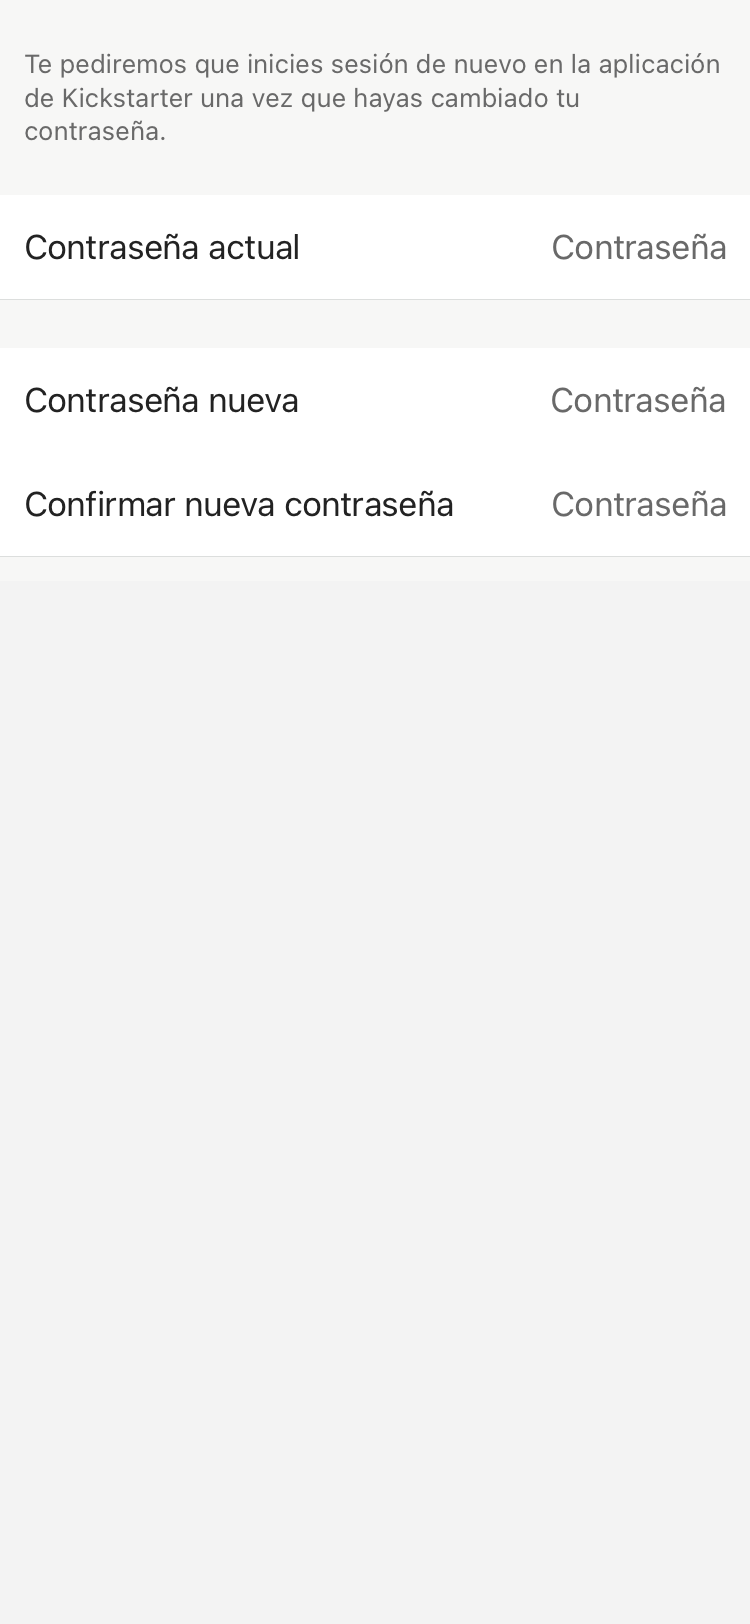 Te pediremos que inicies sesión de nuevo en la aplicación
de Kickstarter una vez que hayas cambiado tu
contraseña.
Contraseña actual Contraseña
Contraseña nueva Contraseña
Confirmar nueva contraseña Contraseña